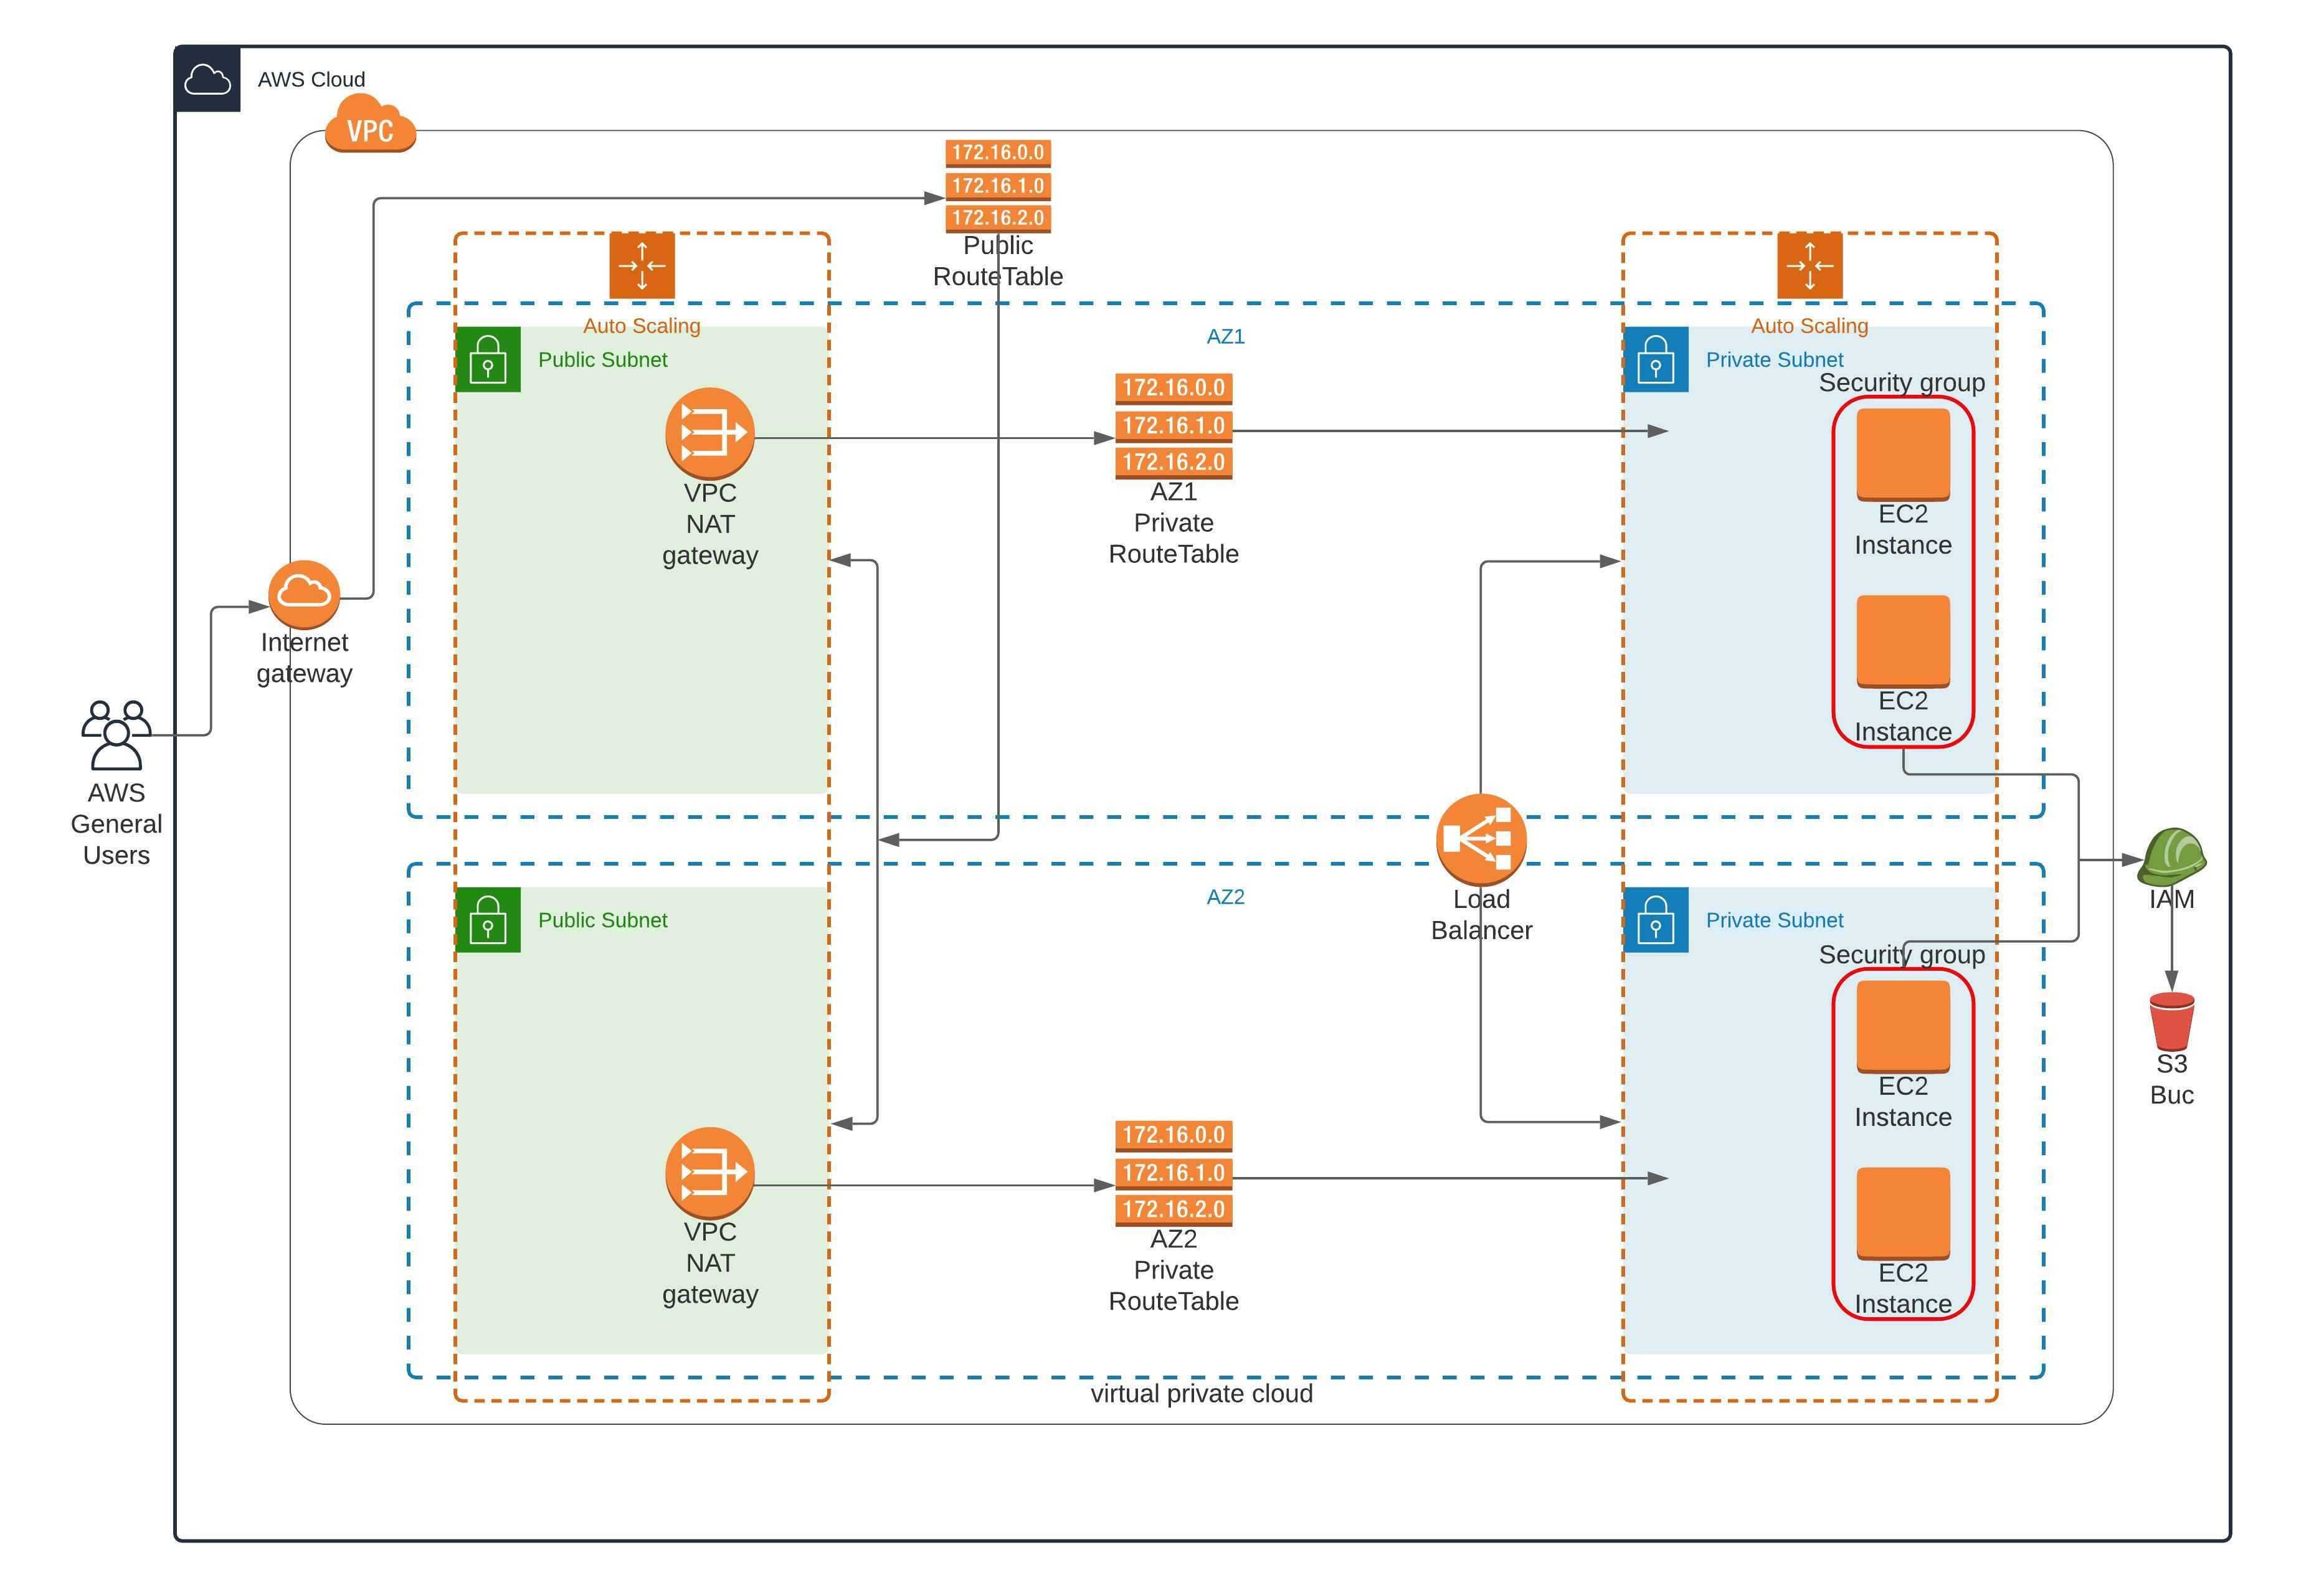 AWS Cloud
VPC
172.16.0.0
172.16.1.0
172.16.2.0
Public
RouteTable
Auto Scaling
Auto Scaling
AZ1
Public Subnet
Private Subnet
Security group
VPC
NAT
gateway
172.16.0.0
172.16.1.0
172.16.2.0
AZ1
Private
RouteTable
EC2
Instance
EC2
Instance
Internet
gateway
AWS
General
Users
Load
Balancer
IAM
S3
Buc
AZ2
Public Subnet
Private Subnet
Security group
VPC
NAT
gateway
172.16.0.0
172.16.1.0
172.16.2.0
AZ2
Private
RouteTable
EC2
Instance
EC2
Instance
virtual private cloud